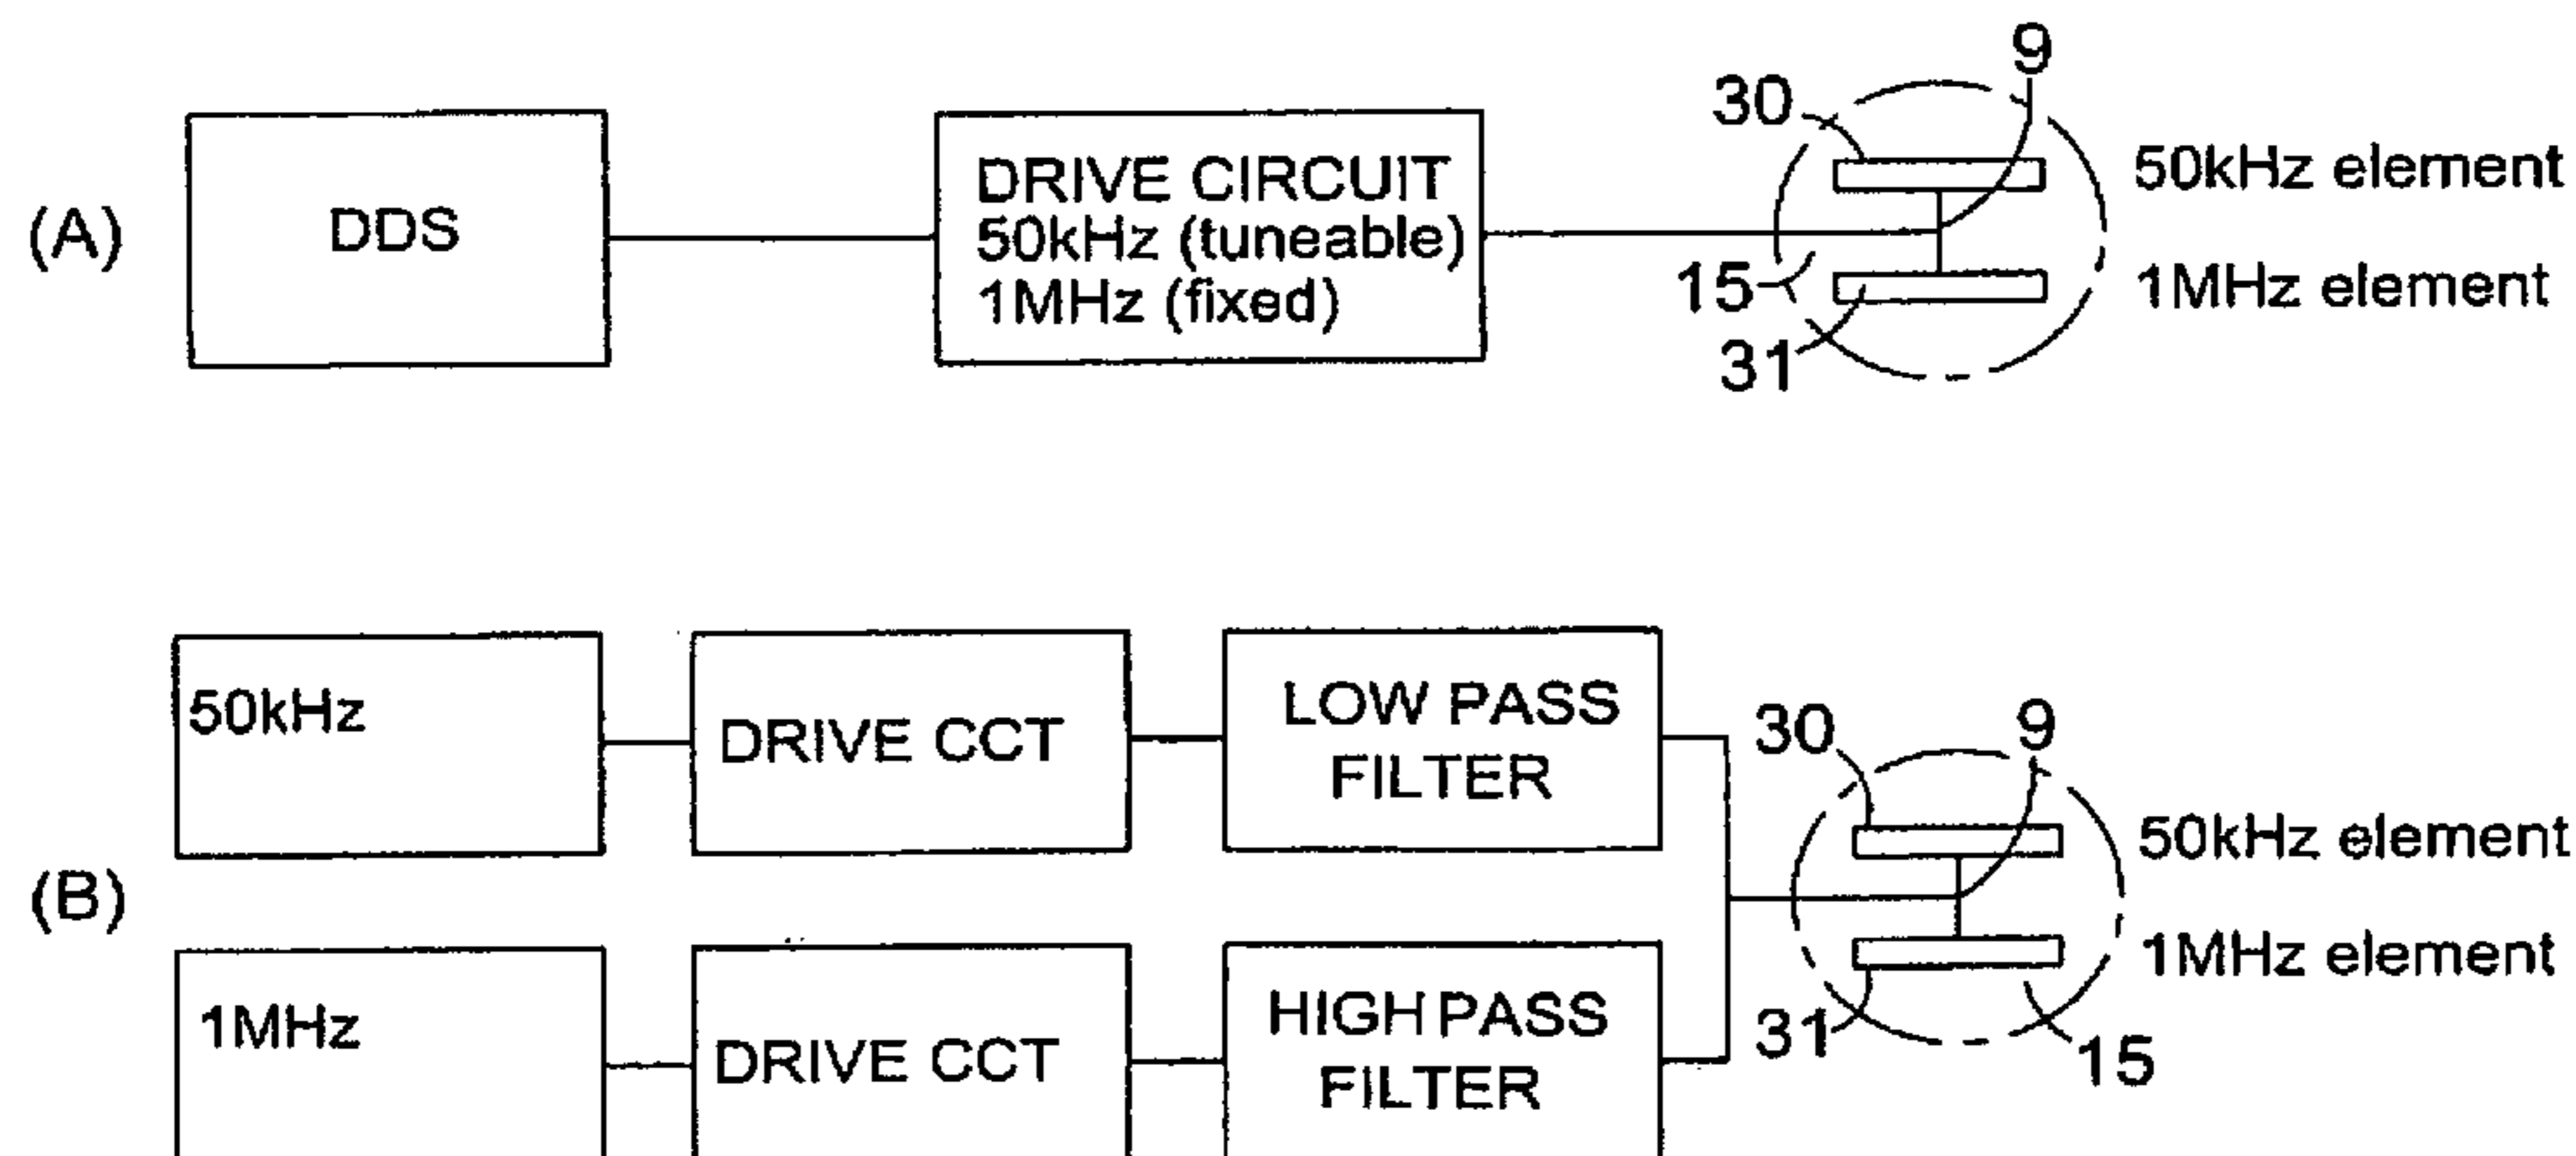 (A)
DDS
DRIVE CIRCUIT
50kHz (tuneable)
1MHz (fixed)
9
30
50kHz element
15
1MHz element
31
(B)
50kHz
DRIVE CCT
LOW PASS
FILTER
30
9
50kHz element
1MHz
DRIVE CCT
HIGH PASS
FILTER
1MHz element
31
15